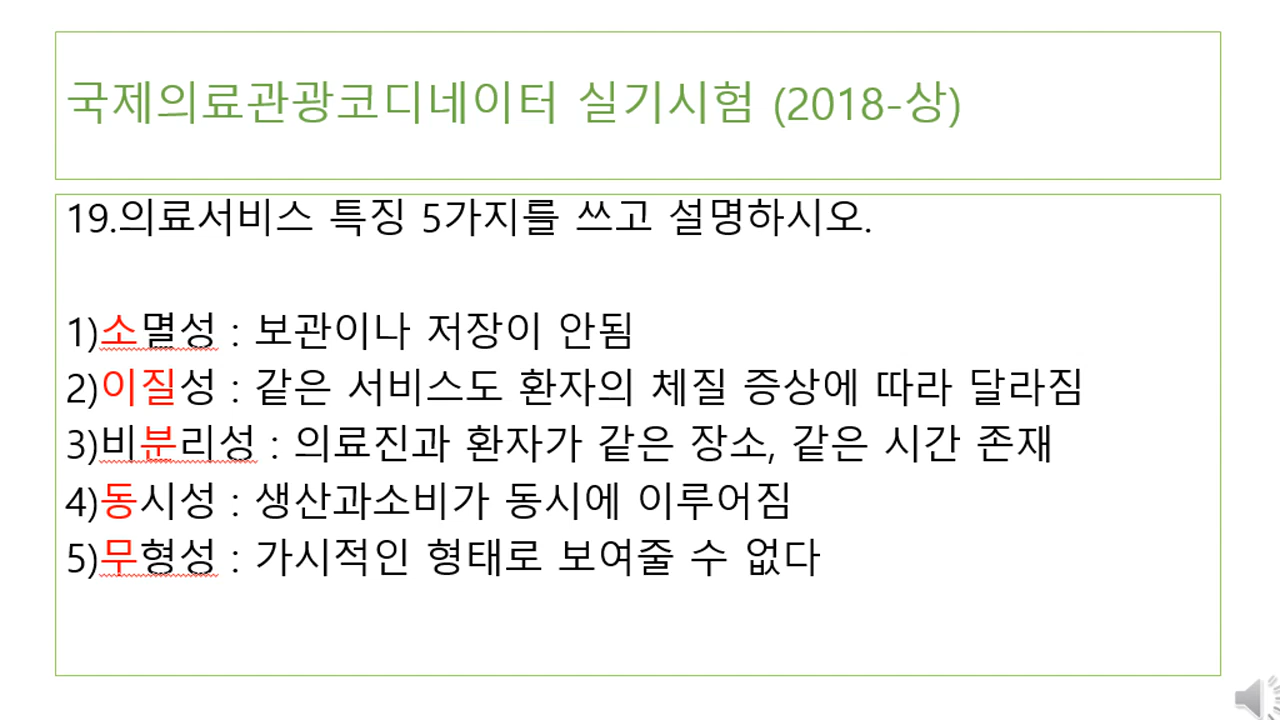 국제의료관광코디네이터 실기시험 (2018-상)
19.의료서비스 특징 5가지를 쓰고 설명하시오.
1)소멸성 : 보관이나 저장이 안됨
2)이질성 : 같은 서비스도 환자의 체질 증상에 따라 달라짐
3)비분리성 : 의료진과 환자가 같은 장소, 같은 시간 존재
4)동시성 : 생산과소비가 동시에 이루어짐
5)무형성 : 가시적인 형태로 보여줄 수 없다